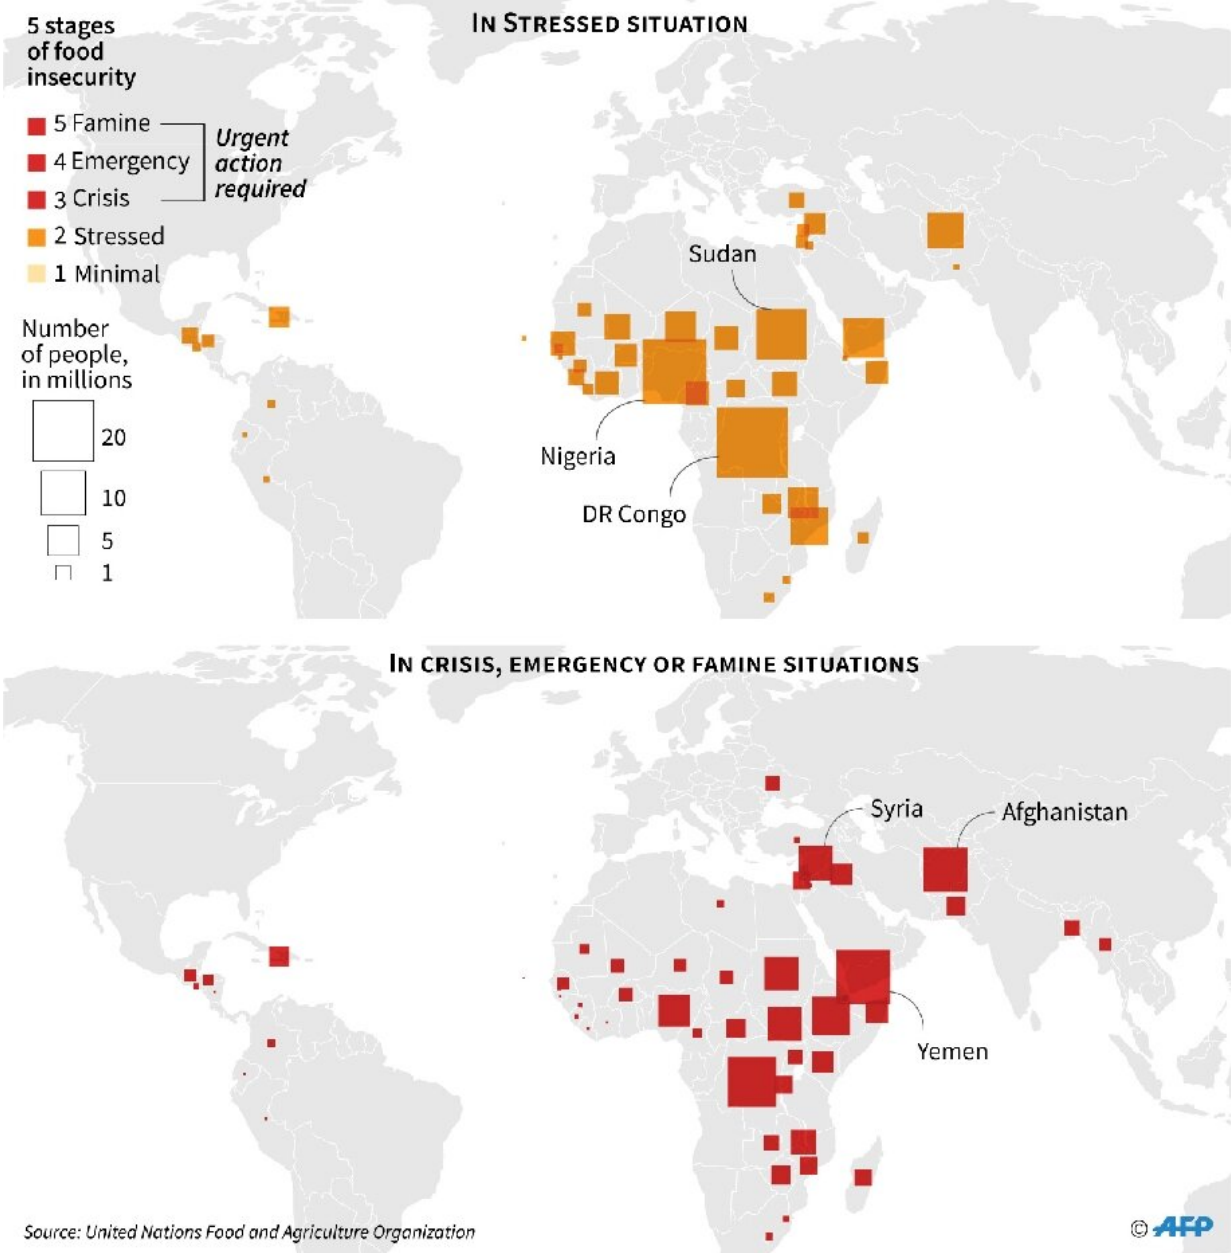 IN STRESSED SITUATION
5 stages
of food
insecurity
5 Famine
4 Emergency
3 Crisis
Urgent
action
required
2 Stressed
1 Minimal
Number
of people,
in millions
20
10
5
1
Sudan
Nigeria
DR Congo
IN CRISIS, EMERGENCY OR FAMINE SITUATIONS
Syria
Afghanistan
Yemen
Source: United Nations Food and Agriculture Organization
© AFP